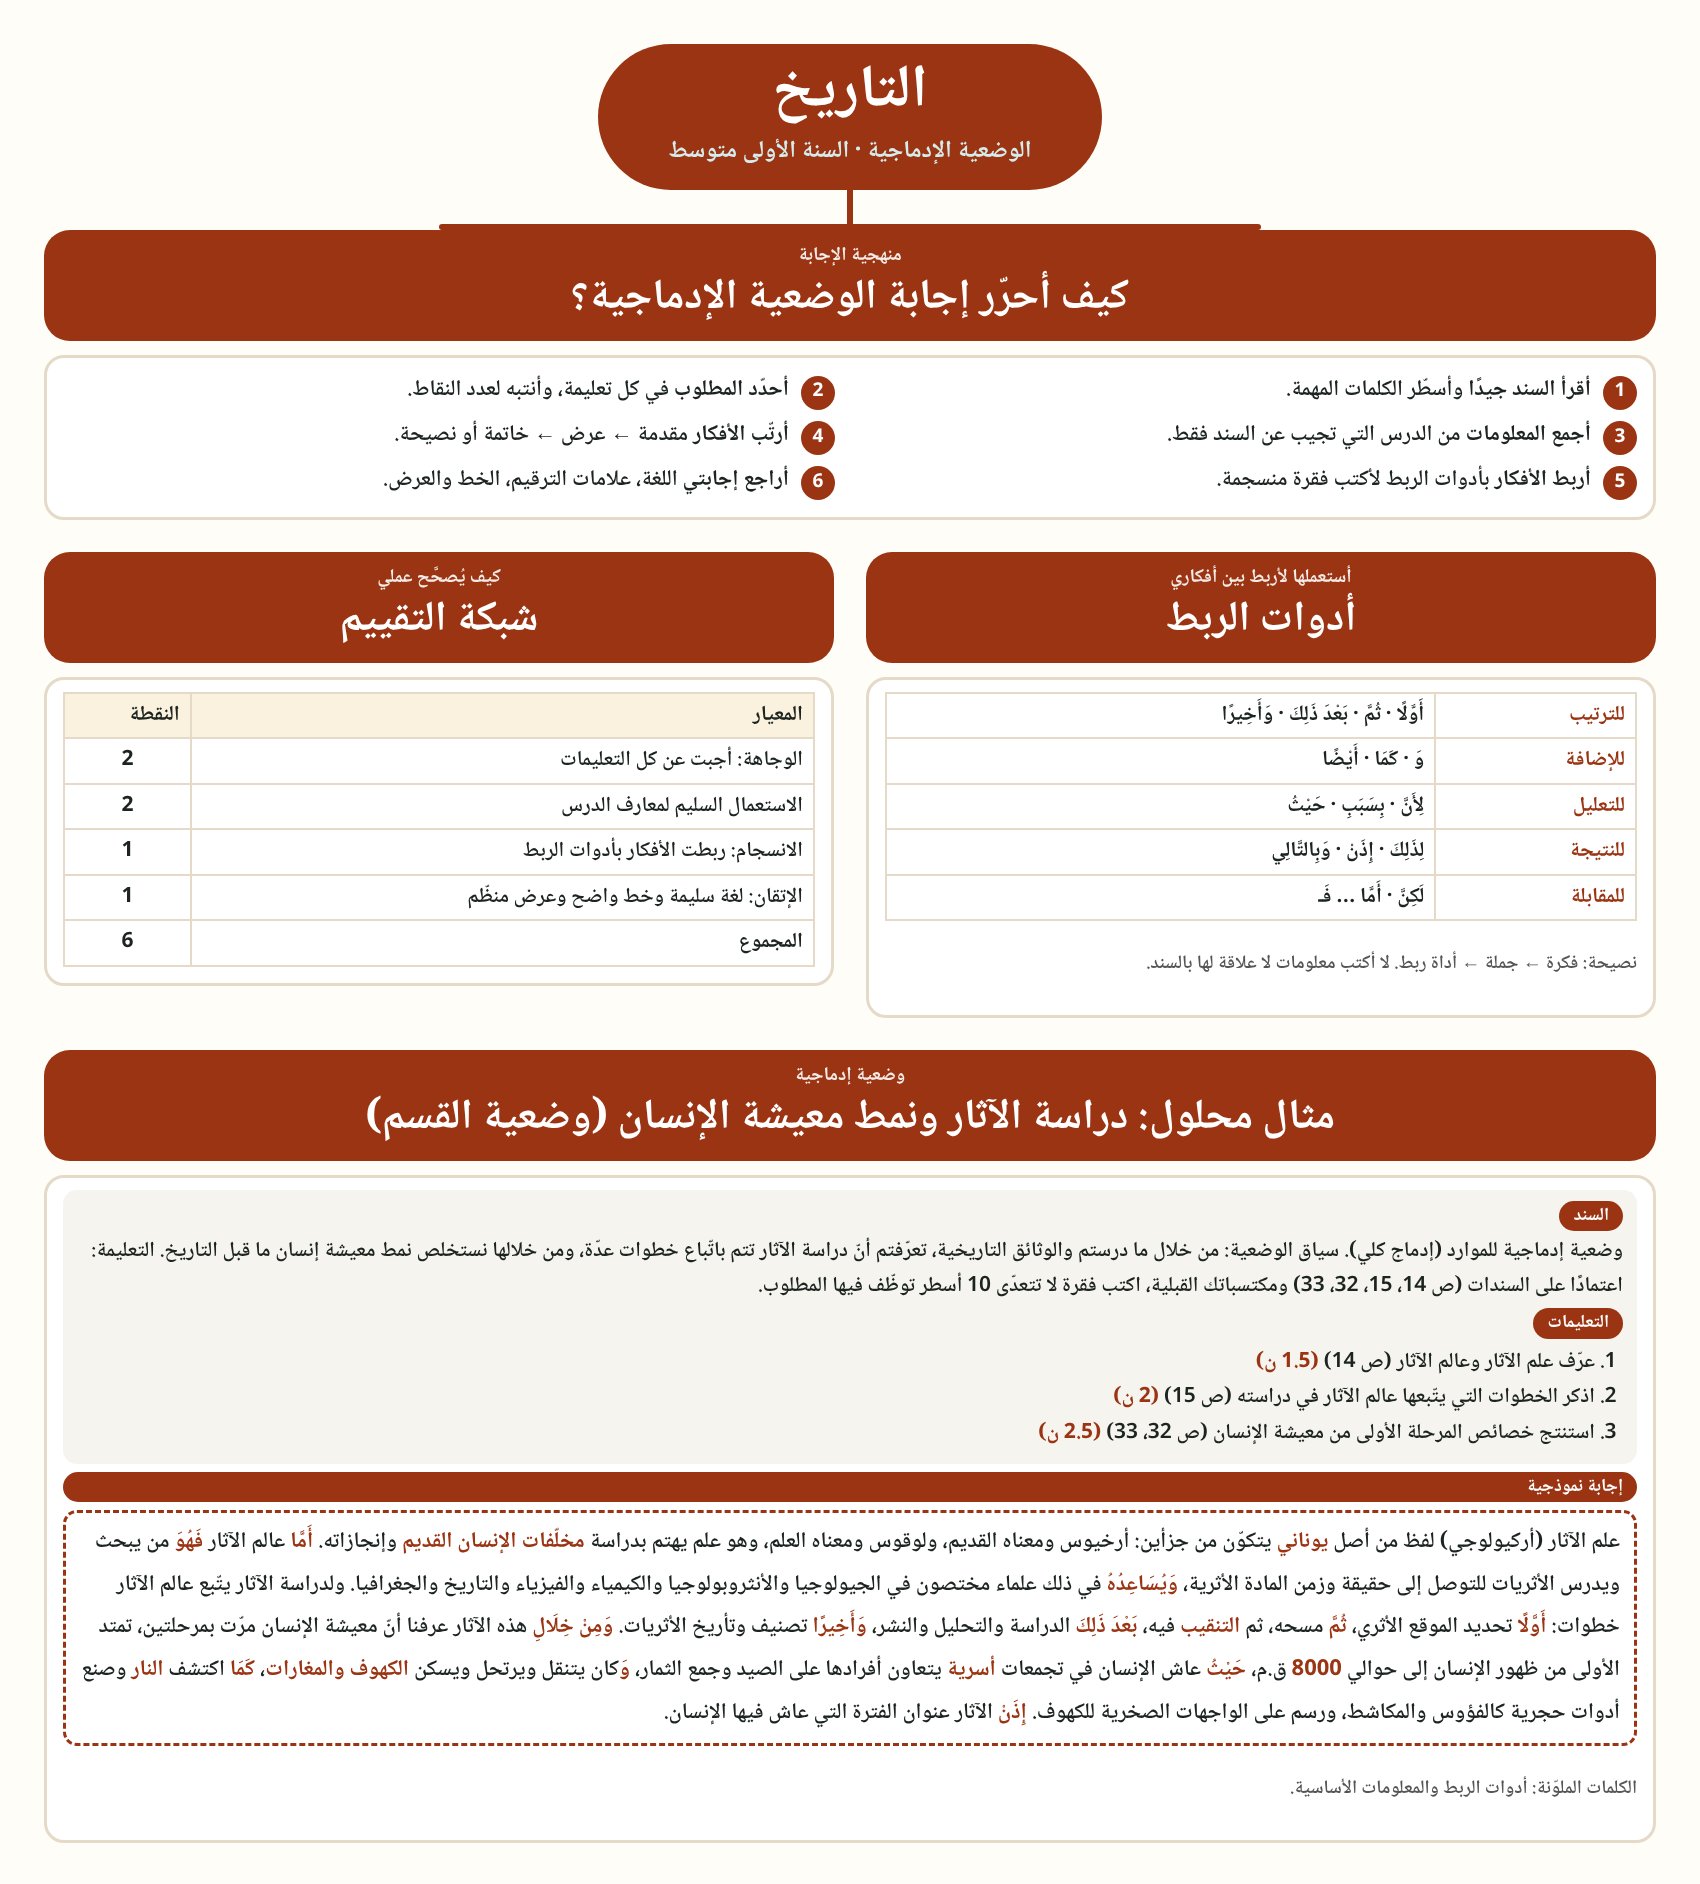 التاريخ
الوضعية الإدماجية · السنة الأولى متوسط
منهجية الإجابة
كيف أحرّر إجابة الوضعية الإدماجية؟
1 أقرأ السند جيدًا وأسطّر الكلمات المهمة.
2 أحدّد المطلوب في كل تعليمة، وأنتبه لعدد النقاط.
3 أجمع المعلومات من الدرس التي تجيب عن السند فقط.
4 أرتّب الأفكار مقدمة ← عرض ← خاتمة أو نصيحة.
5 أربط الأفكار بأدوات الربط لأكتب فقرة منسجمة.
6 أراجع إجابتي اللغة، علامات الترقيم، الخط والعرض.
أستعملها لأربط بين أفكاري
أدوات الربط
للترتيب أَوَّلًا · ثُمَّ · بَعْدَ ذَلِكَ · وَأَخِيرًا
للإضافة وَ · كَمَا · أَيْضًا
للتعليل لِأَنَّ · بِسَبَبِ · حَيْثُ
للنتيجة لِذَلِكَ · إِذَنْ · وَبِالتَّالِي
للمقابلة لَكِنَّ · أَمَّا ... فَـ
نصيحة: فكرة ← جملة ← أداة ربط. لا أكتب معلومات لا علاقة لها بالسند.
كيف يُصحَّح عملي
شبكة التقييم
المعيار النقطة
الوجاهة: أجبت عن كل التعليمات 2
الاستعمال السليم لمعارف الدرس 2
الانسجام: ربطت الأفكار بأدوات الربط 1
الإتقان: لغة سليمة وخط واضح وعرض منظّم 1
المجموع 6
وضعية إدماجية
مثال محلول: دراسة الآثار ونمط معيشة الإنسان (وضعية القسم)
السند
وضعية إدماجية للموارد (إدماج كلي). سياق الوضعية: من خلال ما درستم والوثائق التاريخية، تعرّفتم أنّ دراسة الآثار تتم باتّباع خطوات عدّة، ومن خلالها نستخلص نمط معيشة إنسان ما قبل التاريخ. التعليمة:
اعتمادًا على السندات (ص 14، 15، 32، 33) ومكتسباتك القبلية، اكتب فقرة لا تتعدّى 10 أسطر توظّف فيها المطلوب.
التعليمات
1. عرّف علم الآثار وعالم الآثار (ص 14) (1.5 ن)
2. اذكر الخطوات التي يتّبعها عالم الآثار في دراسته (ص 15) (2 ن)
3. استنتج خصائص المرحلة الأولى من معيشة الإنسان (ص 32، 33) (2.5 ن)
إجابة نموذجية
علم الآثار (أركيولوجي) لفظ من أصل يوناني يتكوّن من جزأين: أرخيوس ومعناه القديم، ولوقوس ومعناه العلم، وهو علم يهتم بدراسة مخلّفات الإنسان القديم وإنجازاته. أَمَّا عالم الآثار فَهُوَ من يبحث
ويدرس الأثريات للتوصل إلى حقيقة وزمن المادة الأثرية، وَيُسَاعِدُهُ في ذلك علماء مختصون في الجيولوجيا والأنثروبولوجيا والكيمياء والفيزياء والتاريخ والجغرافيا. ولدراسة الآثار يتّبع عالم الآثار
خطوات: أَوَّلًا تحديد الموقع الأثري، ثُمَّ مسحه، ثم التنقيب فيه، بَعْدَ ذَلِكَ الدراسة والتحليل والنشر، وَأَخِيرًا تصنيف وتأريخ الأثريات. وَمِنْ خِلَالِ هذه الآثار عرفنا أنّ معيشة الإنسان مرّت بمرحلتين، تمتد
الأولى من ظهور الإنسان إلى حوالي 8000 ق.م، حَيْثُ عاش الإنسان في تجمعات أسرية يتعاون أفرادها على الصيد وجمع الثمار، وَكان يتنقل ويرتحل ويسكن الكهوف والمغارات، كَمَا اكتشف النار وصنع
أدوات حجرية كالفؤوس والمكاشط، ورسم على الواجهات الصخرية للكهوف. إِذَنْ الآثار عنوان الفترة التي عاش فيها الإنسان.
الكلمات الملوّنة: أدوات الربط والمعلومات الأساسية.